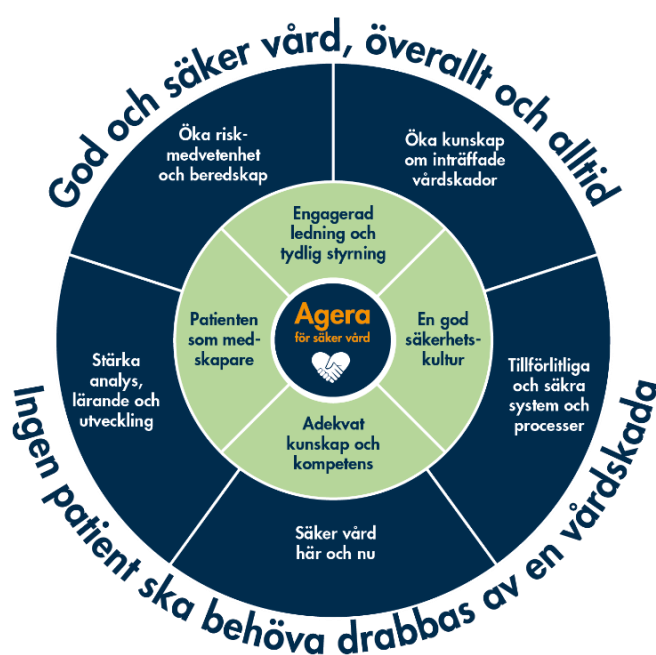 God och säker vård, överallt och alltid
Öka risk-
medvetenhet
och beredskap
Öka kunskap
om inträffade
vårdskador
Engagerad
ledning och
tydlig styrning
Patienten
som med-
skapare
Agera
för säker vård
En god
säkerhets-
kultur
Stärka
analys,
lärande och
utveckling
Tillförlitliga
och säkra
system och
processer
Adekvat
kunskap och
kompetens
Säker vård
här och nu
Ingen patient ska behöva drabbas av en vårdskada